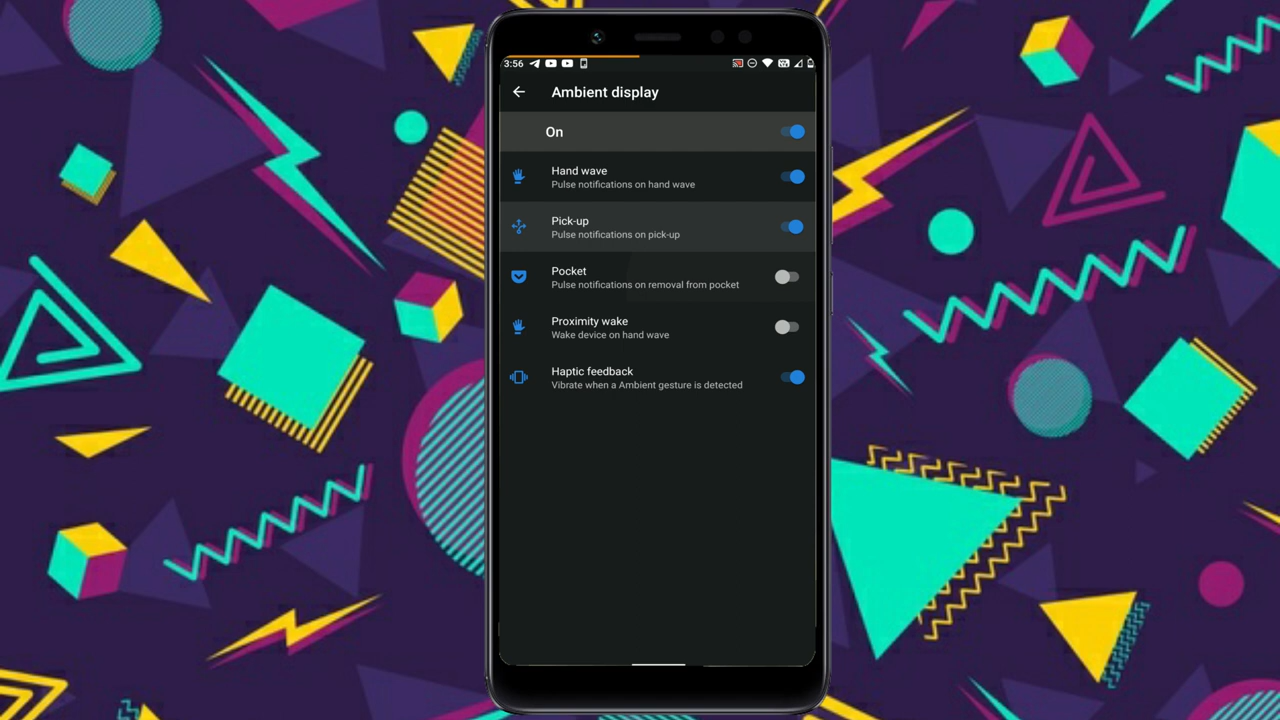 3:56
Ambient display
On
Hand wave
Pulse notifications on hand wave
Pick-up
Pulse notifications on pick-up
Pocket
Pulse notifications on removal from pocket
Proximity wake
Wake device on hand wave
Haptic feedback
Vibrate when a Ambient gesture is detected